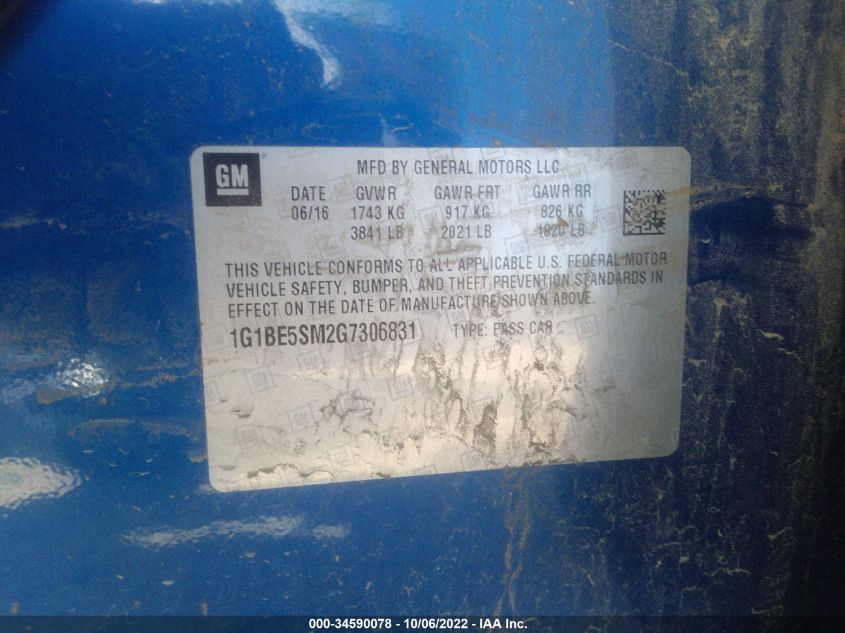 GM
MFD BY GENERAL MOTORS LLC
DATE GVWR GAWR FRT GAWR RR
06/16 1743 KG 917 KG 826 KG
3841 LB 2021 LB 1820 LB
THIS VEHICLE CONFORMS TO ALL APPLICABLE U.S. FEDERAL MOTOR
VEHICLE SAFETY, BUMPER, AND THEFT PREVENTION STANDARDS IN
EFFECT ON THE DATE OF MANUFACTURE SHOWN ABOVE.
1G1BE5SM2G7306831 TYPE: PASS CAR
000-34590078 - 10/06/2022 - IAA Inc.